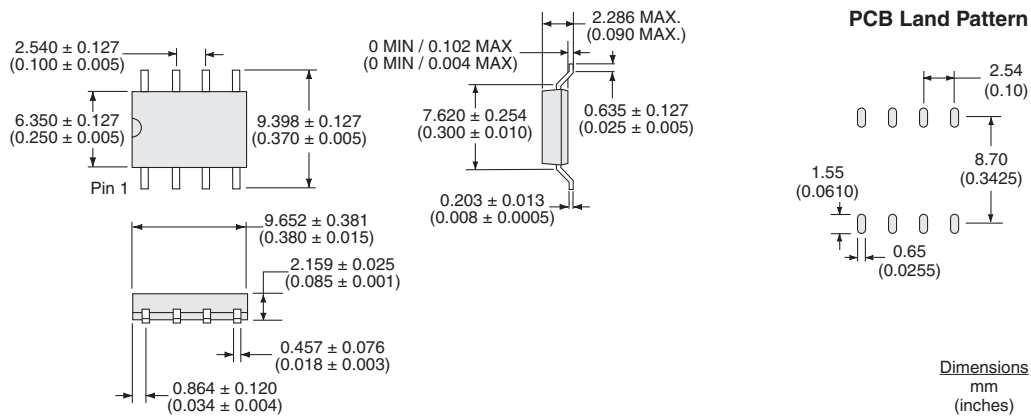 2.540 ± 0.127
(0.100 ± 0.005)
6.350 ± 0.127
(0.250 ± 0.005)
9.398 ± 0.127
(0.370 ± 0.005)
Pin 1
9.652 ± 0.381
(0.380 ± 0.015)
2.159 ± 0.025
(0.085 ± 0.001)
0.457 ± 0.076
(0.018 ± 0.003)
0.864 ± 0.120
(0.034 ± 0.004)
2.286 MAX.
(0.090 MAX.)
0 MIN / 0.102 MAX
(0 MIN / 0.004 MAX)
7.620 ± 0.254
(0.300 ± 0.010)
0.635 ± 0.127
(0.025 ± 0.005)
0.203 ± 0.013
(0.008 ± 0.0005)
PCB Land Pattern
2.54
(0.10)
8.70
(0.3425)
1.55
(0.0610)
0.65
(0.0255)
Dimensions
mm
(inches)